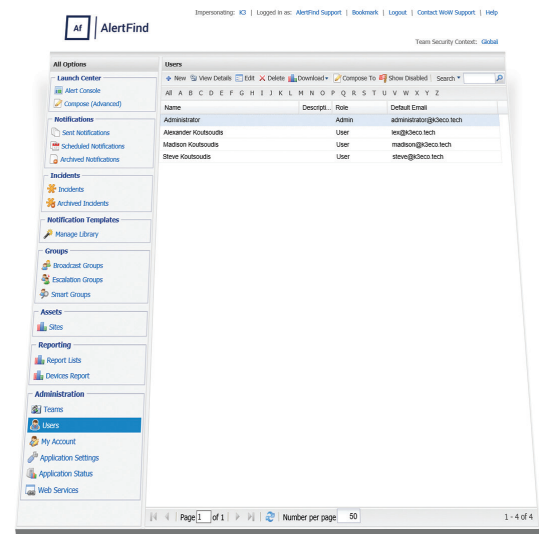 Impersonating: K3 | Logged in as: AlertFind Support | Bookmark | Logout | Contact WoW Support | Help
Af AlertFind
Team Security Context: Global
All Options
Launch Center
Alert Console
Compose (Advanced)
Notifications
Sent Notifications
Scheduled Notifications
Archived Notifications
Incidents
Incidents
Archived Incidents
Notification Templates
Manage Library
Groups
Broadcast Groups
Escalation Groups
Smart Groups
Assets
Sites
Reporting
Report Lists
Devices Report
Administration
Teams
Users
My Account
Application Settings
Application Status
Web Services
Users
New View Details Edit Delete Download Compose To Show Disabled Search
All A B C D E F G H I J K L M N O P Q R S T U V W X Y Z
Name Descripti... Role Default Email
Administrator Admin administrator@k3eco.tech
Alexander Koutsoudis User lex@k3eco.tech
Madison Koutsoudis User madison@k3eco.tech
Steve Koutsoudis User steve@k3eco.tech
Page 1 of 1 Number per page 50 1 - 4 of 4